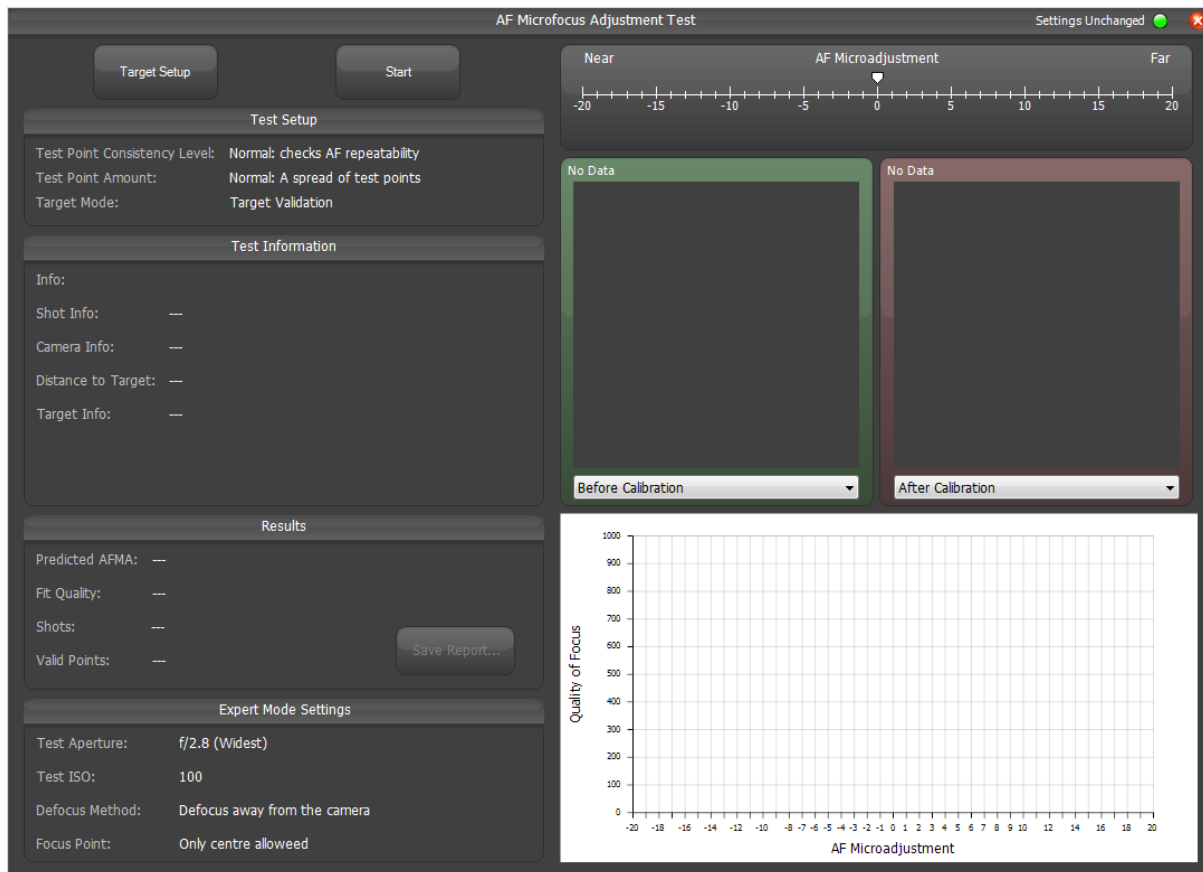 AF Microfocus Adjustment Test
Settings Unchanged
Target Setup
Start
Test Setup
Test Point Consistency Level: Normal: checks AF repeatability
Test Point Amount: Normal: A spread of test points
Target Mode: Target Validation
Test Information
Info:
Shot Info: ---
Camera Info: ---
Distance to Target: ---
Target Info: ---
Results
Predicted AFMA: ---
Fit Quality: ---
Shots: ---
Valid Points: ---
Save Report...
Expert Mode Settings
Test Aperture: f/2.8 (Widest)
Test ISO: 100
Defocus Method: Defocus away from the camera
Focus Point: Only centre alloweed
Near AF Microadjustment Far
-20 -15 -10 -5 0 5 10 15 20
No Data
Before Calibration
No Data
After Calibration
Quality of Focus
1000
900
800
700
600
500
400
300
200
100
0
-20 -18 -16 -14 -12 -10 -8 -7 -6 -5 -4 -3 -2 -1 0 1 2 3 4 5 6 7 8 9 10 12 14 16 18 20
AF Microadjustment